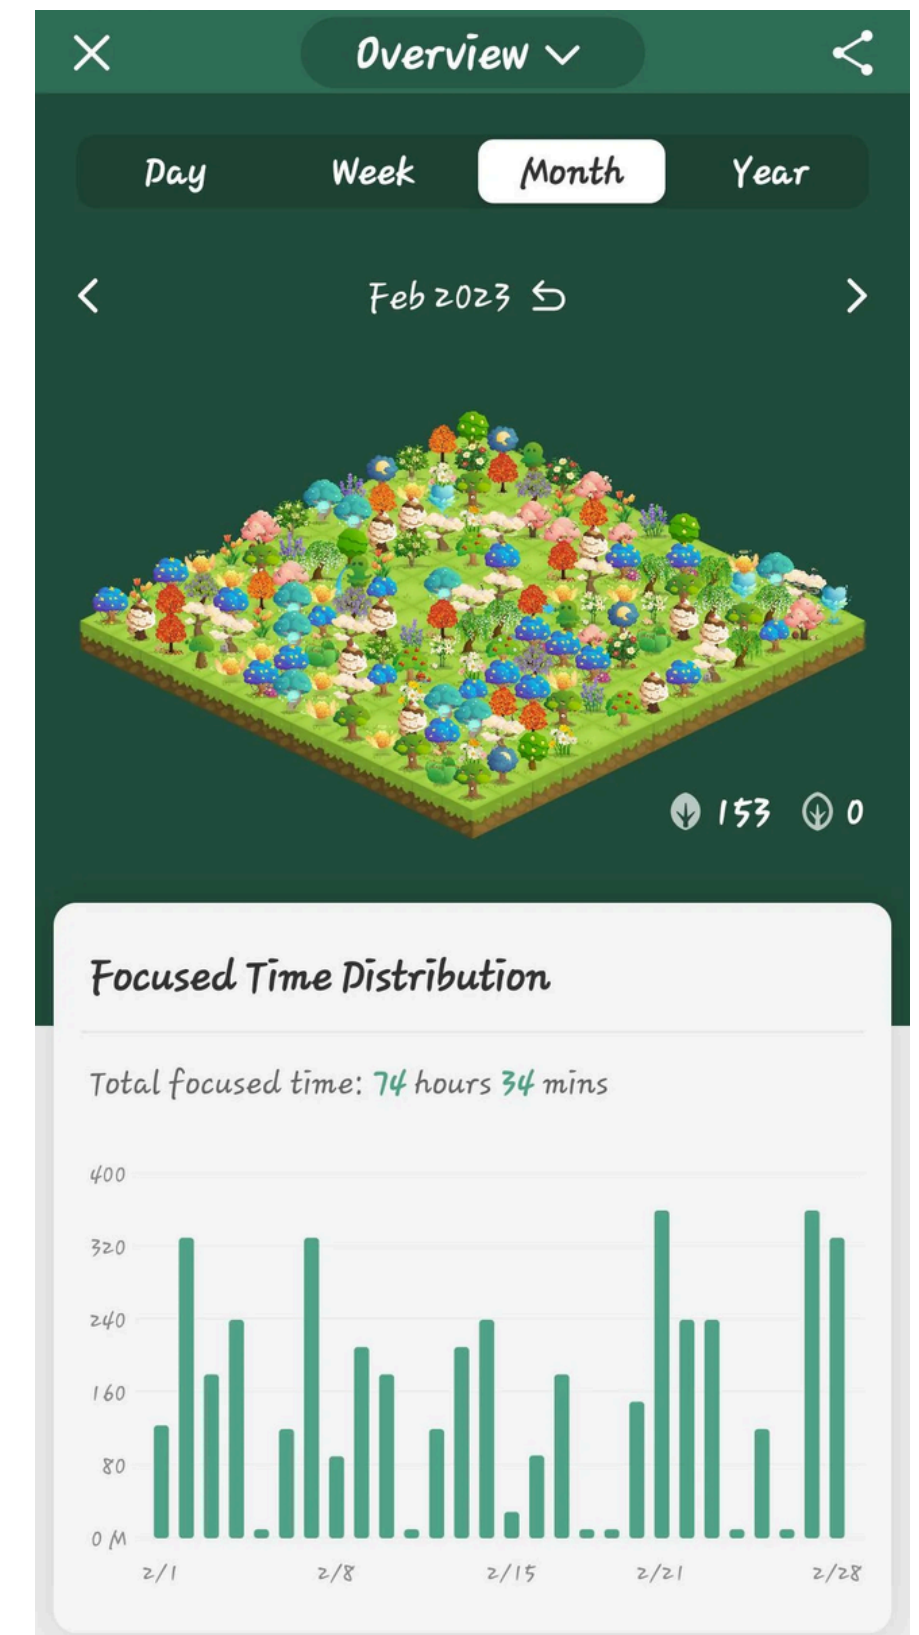 Overview
Day Week Month Year
Feb 2023
153 0
Focused Time Distribution
Total focused time: 74 hours 34 mins
400
320
240
160
80
0 M
2/1 2/8 2/15 2/21 2/28